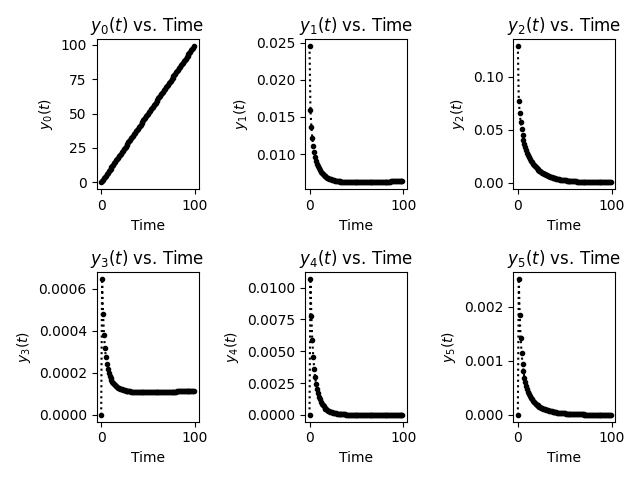 y₀(t) vs. Time
100
75
50
25
0
y₀(t)
0 100
Time
y₁(t) vs. Time
0.025
0.020
0.015
0.010
y₁(t)
0 100
Time
y₂(t) vs. Time
0.10
0.05
0.00
y₂(t)
0 100
Time
y₃(t) vs. Time
0.0006
0.0004
0.0002
0.0000
y₃(t)
0 100
Time
y₄(t) vs. Time
0.0100
0.0075
0.0050
0.0025
0.0000
y₄(t)
0 100
Time
y₅(t) vs. Time
0.002
0.001
0.000
y₅(t)
0 100
Time